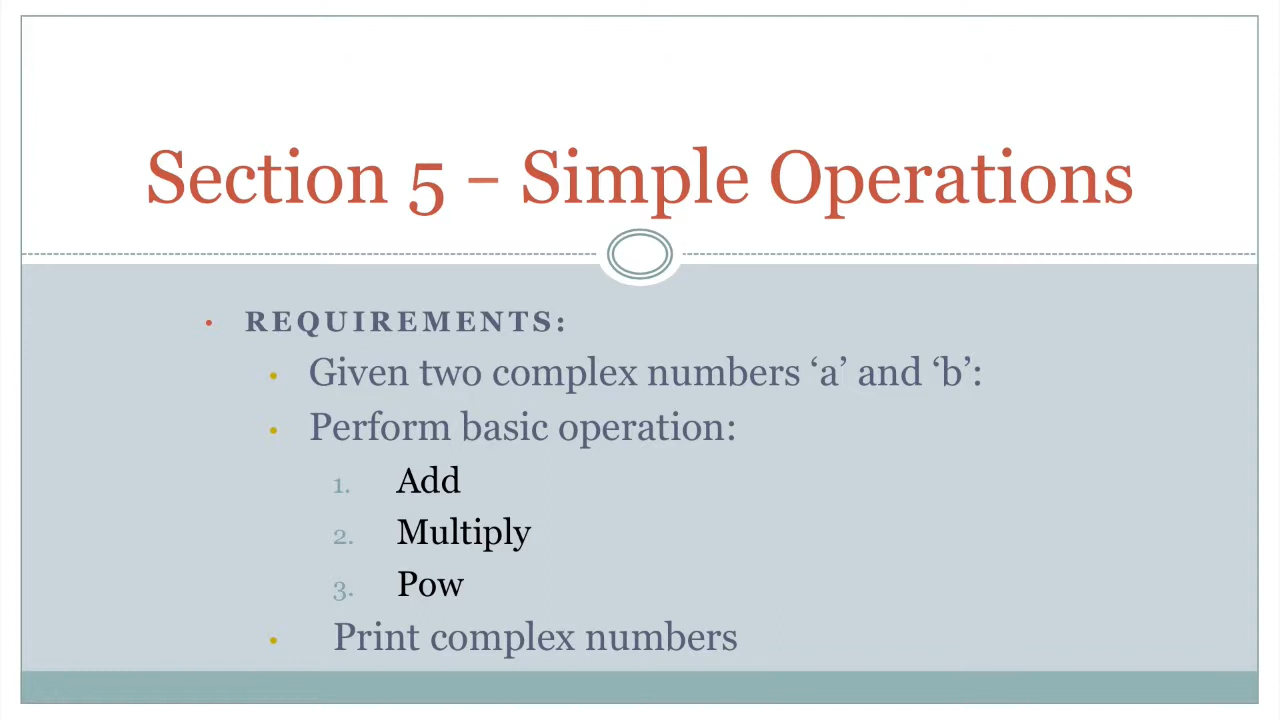 Section 5 – Simple Operations
• REQUIREMENTS:
• Given two complex numbers ‘a’ and ‘b’:
• Perform basic operation:
1. Add
2. Multiply
3. Pow
• Print complex numbers